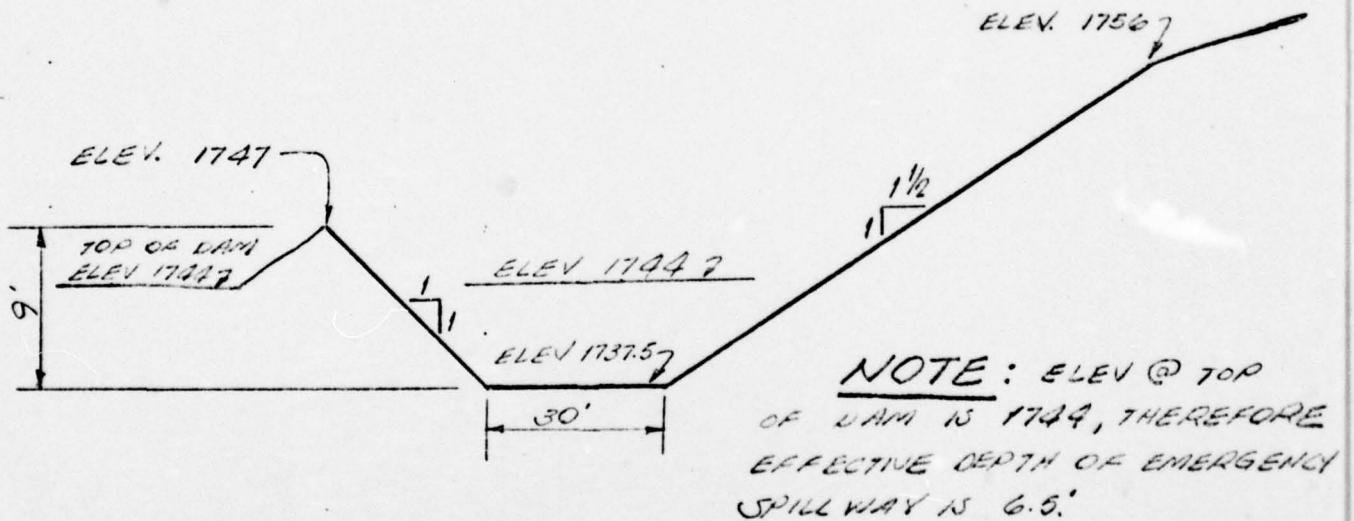 ELEV. 1756
ELEV. 1747
1 1/2
1
TOP OF DAM
ELEV 1744
ELEV 1744
9'
1
1
ELEV 1737.5
30'
NOTE: ELEV @ TOP
OF DAM IS 1744, THEREFORE
EFFECTIVE DEPTH OF EMERGENCY
SPILLWAY IS 6.5'.